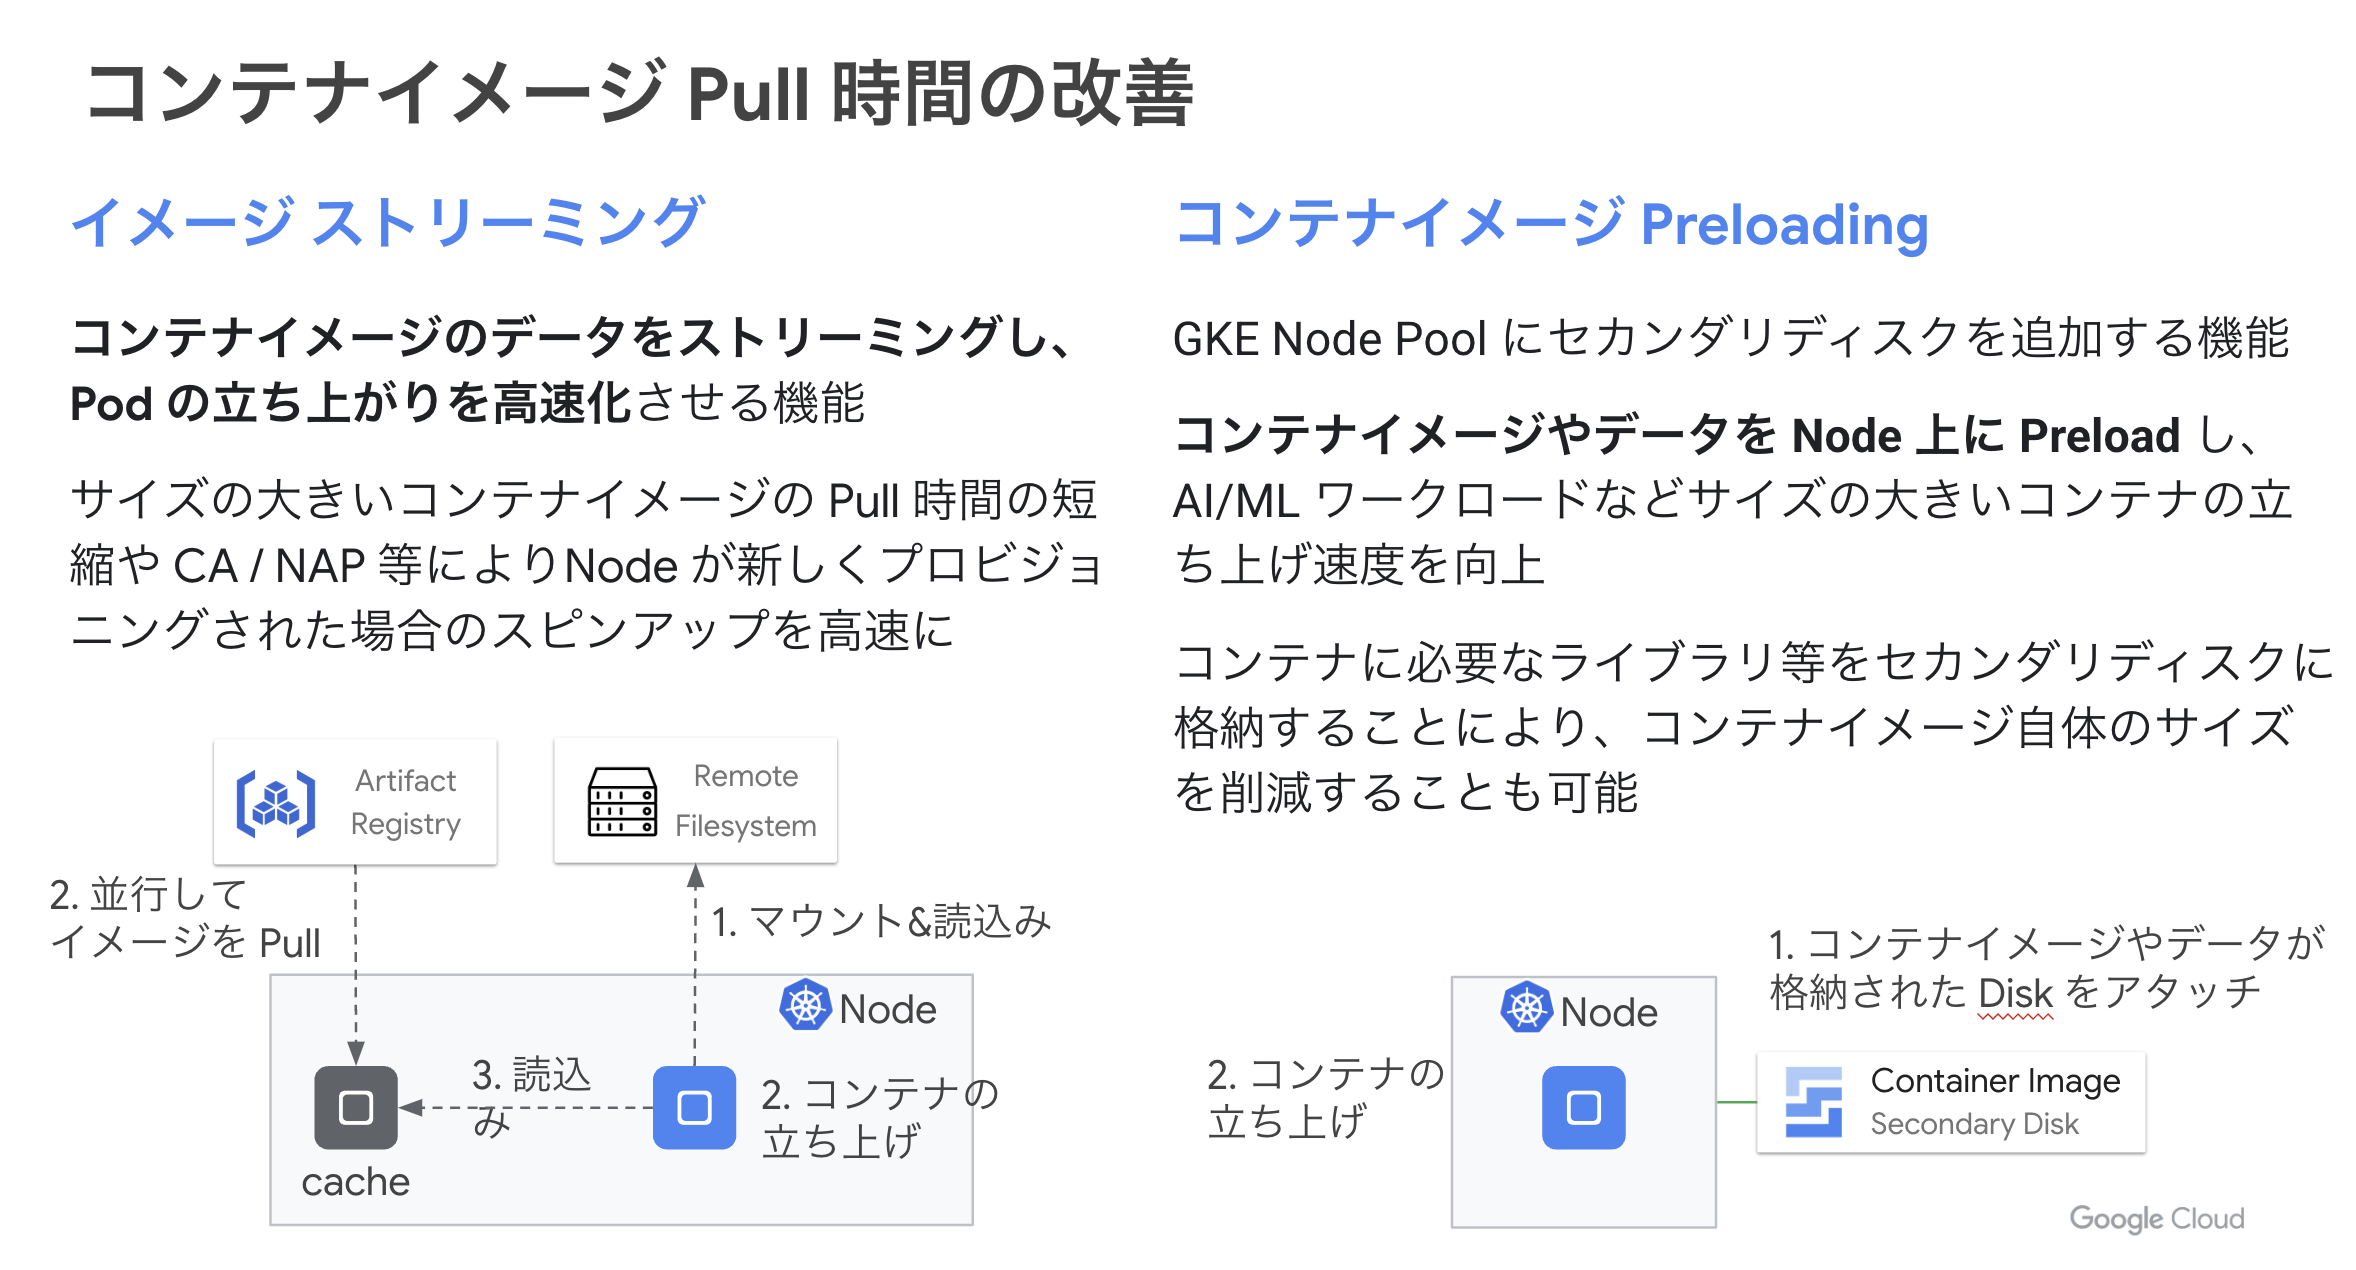 コンテナイメージ Pull 時間の改善
イメージ ストリーミング
コンテナイメージのデータをストリーミングし、
Pod の立ち上がりを高速化させる機能
サイズの大きいコンテナイメージの Pull 時間の短
縮や CA / NAP 等によりNode が新しくプロビジョ
ニングされた場合のスピンアップを高速に
Artifact
Registry
Remote
Filesystem
2. 並行して
イメージを Pull
1. マウント&読込み
Node
3. 読込
み
2. コンテナの
立ち上げ
cache
コンテナイメージ Preloading
GKE Node Pool にセカンダリディスクを追加する機能
コンテナイメージやデータを Node 上に Preload し、
AI/ML ワークロードなどサイズの大きいコンテナの立
ち上げ速度を向上
コンテナに必要なライブラリ等をセカンダリディスクに
格納することにより、コンテナイメージ自体のサイズ
を削減することも可能
1. コンテナイメージやデータが
格納された Disk をアタッチ
Node
2. コンテナの
立ち上げ
Container Image
Secondary Disk
Google Cloud